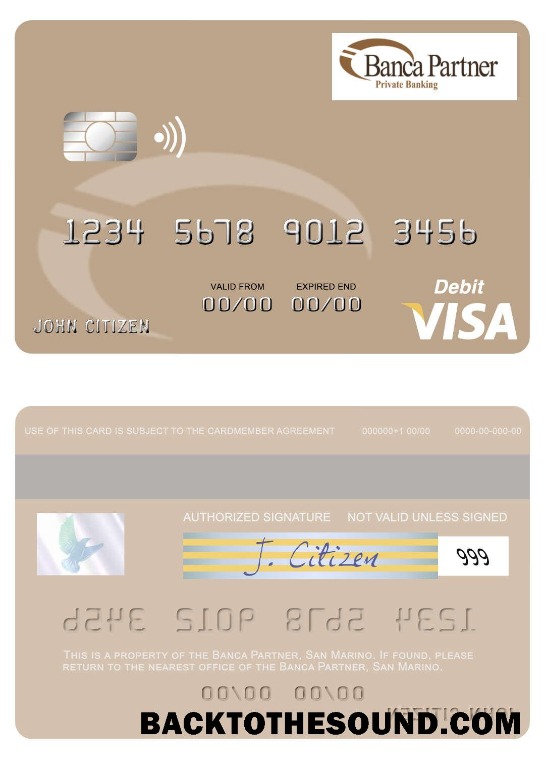 Banca Partner
Private Banking
1234 5678 9012 3456
VALID FROM EXPIRED END
00/00 00/00
Debit
JOHN CITIZEN
VISA
USE OF THIS CARD IS SUBJECT TO THE CARDMEMBER AGREEMENT 000000+1 00/00 0000-00-000-00
AUTHORIZED SIGNATURE NOT VALID UNLESS SIGNED
J. Citizen 999
THIS IS A PROPERTY OF THE BANCA PARTNER, SAN MARINO. IF FOUND, PLEASE
RETURN TO THE NEAREST OFFICE OF THE BANCA PARTNER, SAN MARINO.
00/00 00/00
BACKTOTHESOUND.COM